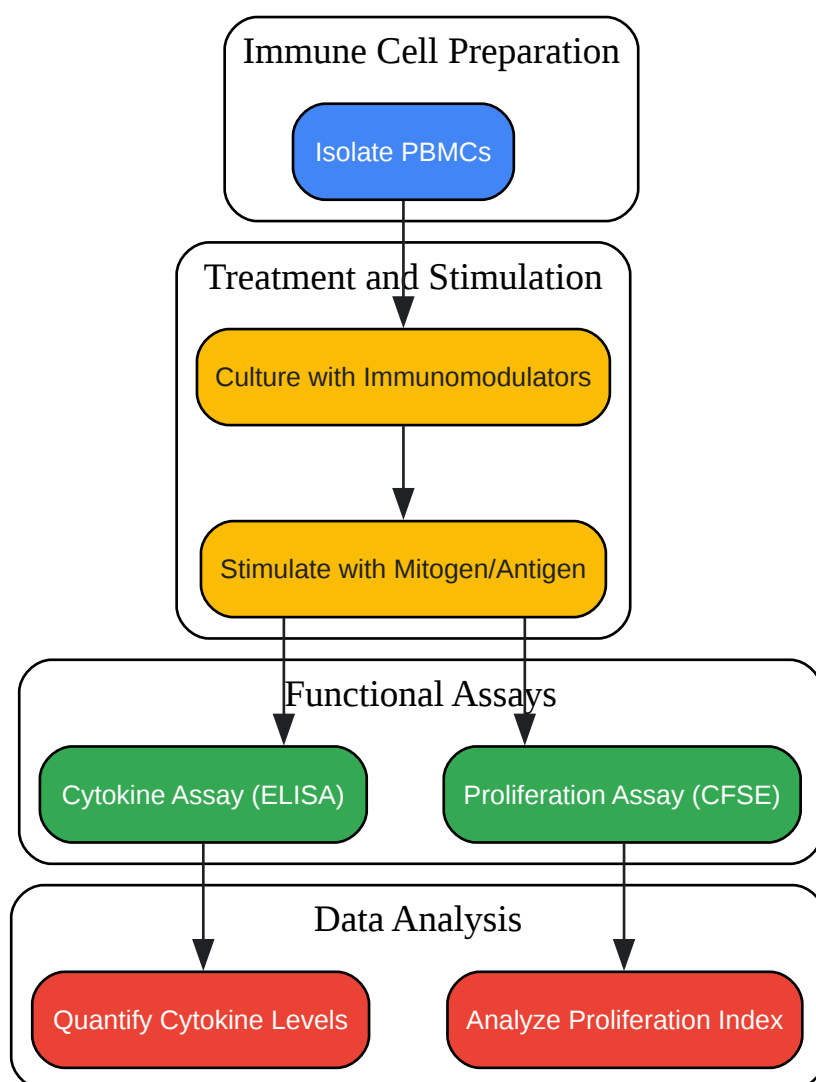 Immune Cell Preparation
Isolate PBMCs
Treatment and Stimulation
Culture with Immunomodulators
Stimulate with Mitogen/Antigen
Functional Assays
Cytokine Assay (ELISA)
Proliferation Assay (CFSE)
Data Analysis
Quantify Cytokine Levels
Analyze Proliferation Index